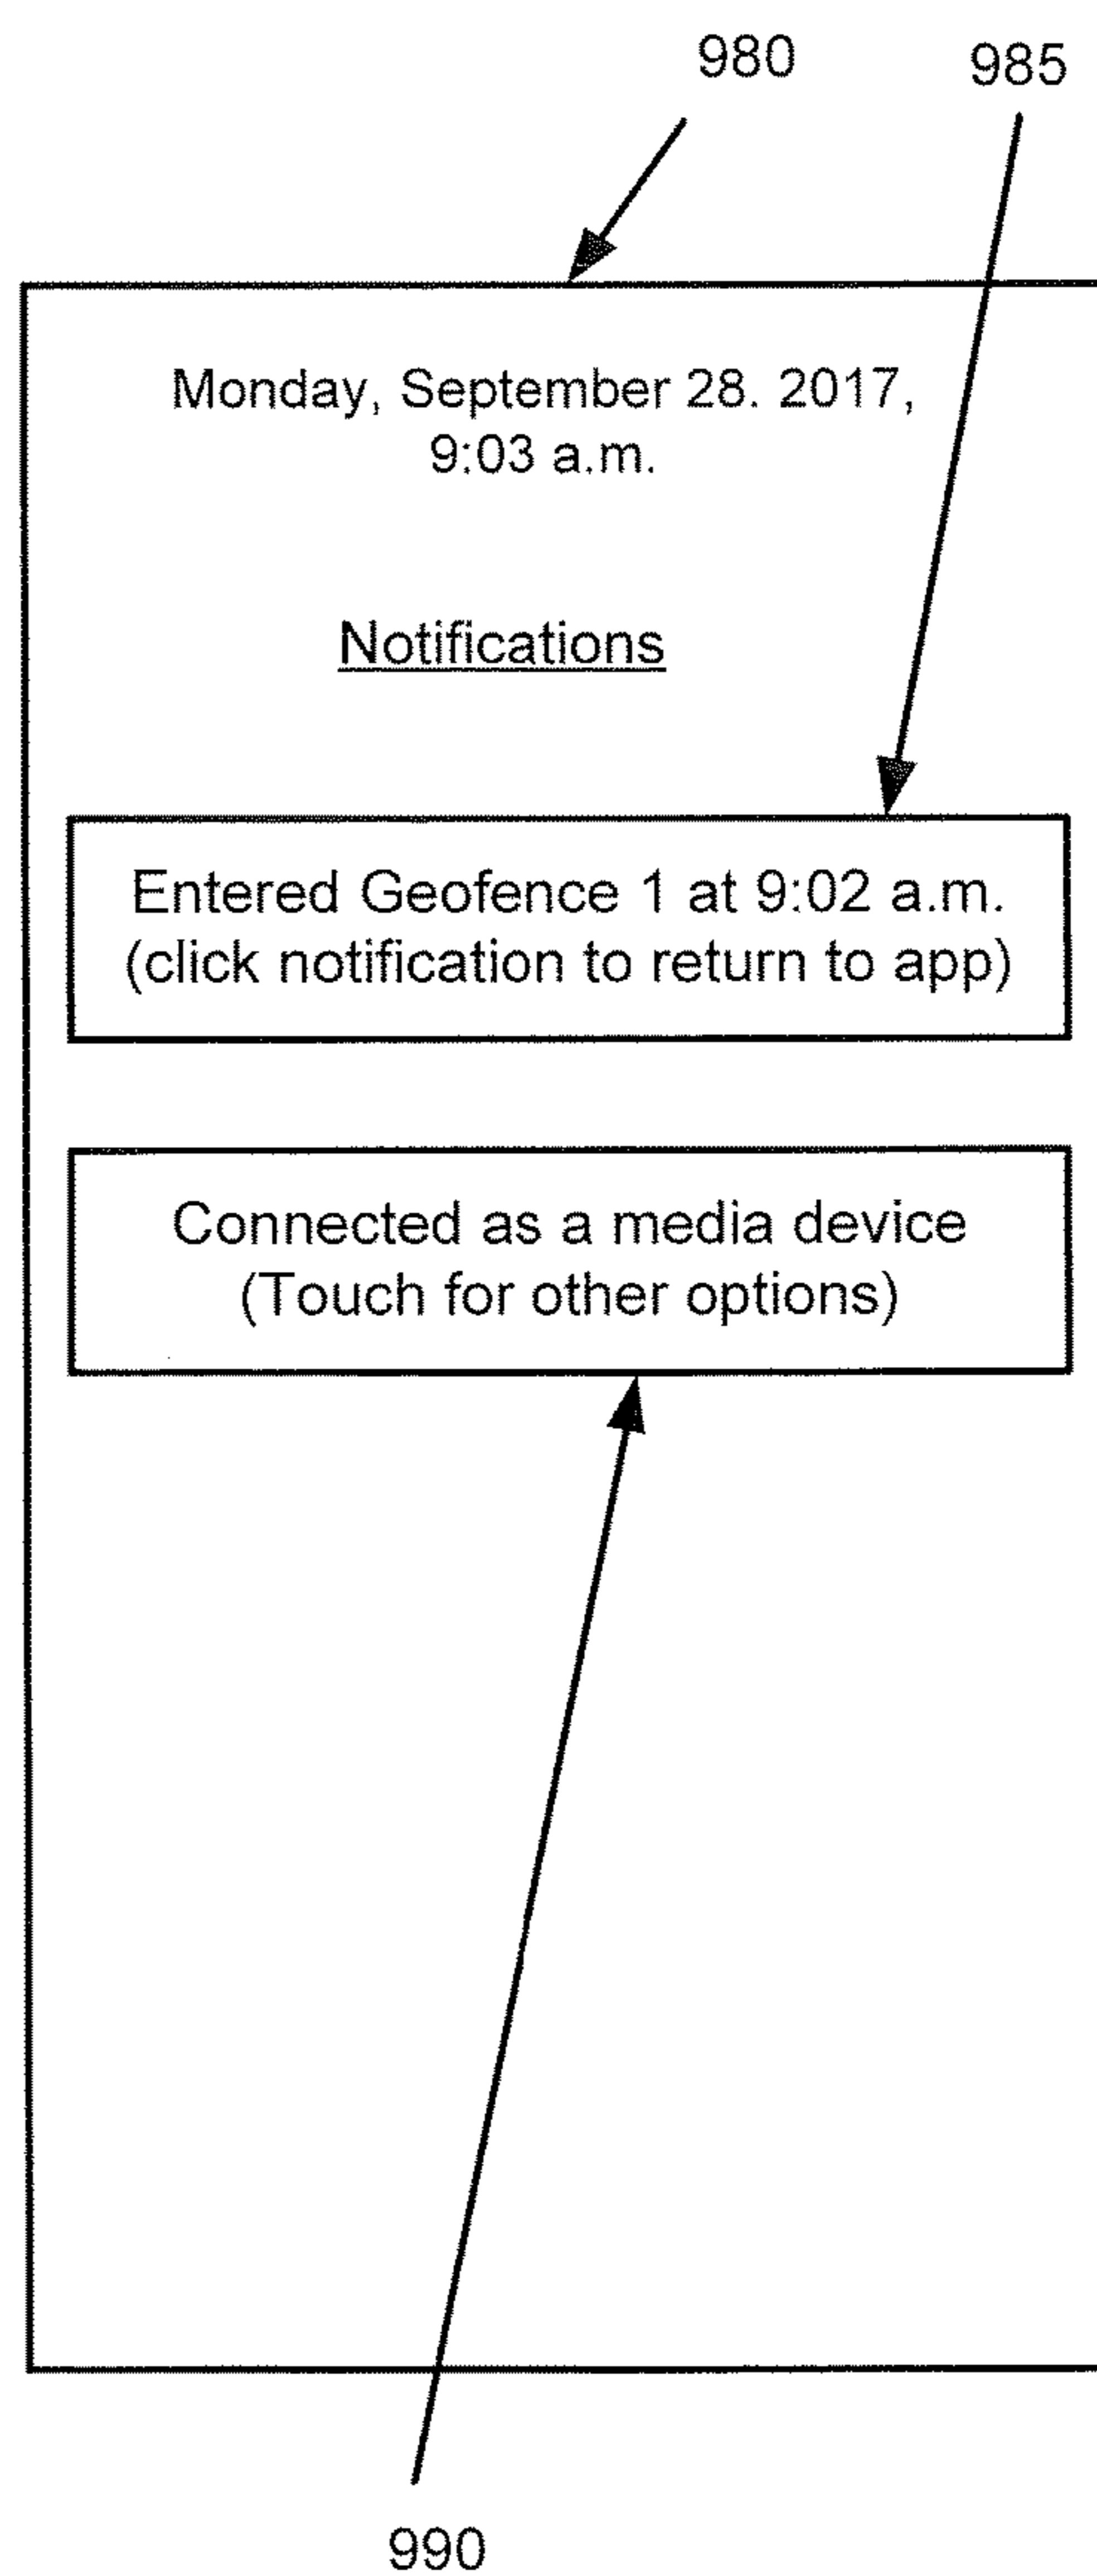 980 985
Monday, September 28. 2017,
9:03 a.m.
Notifications
Entered Geofence 1 at 9:02 a.m.
(click notification to return to app)
Connected as a media device
(Touch for other options)
990